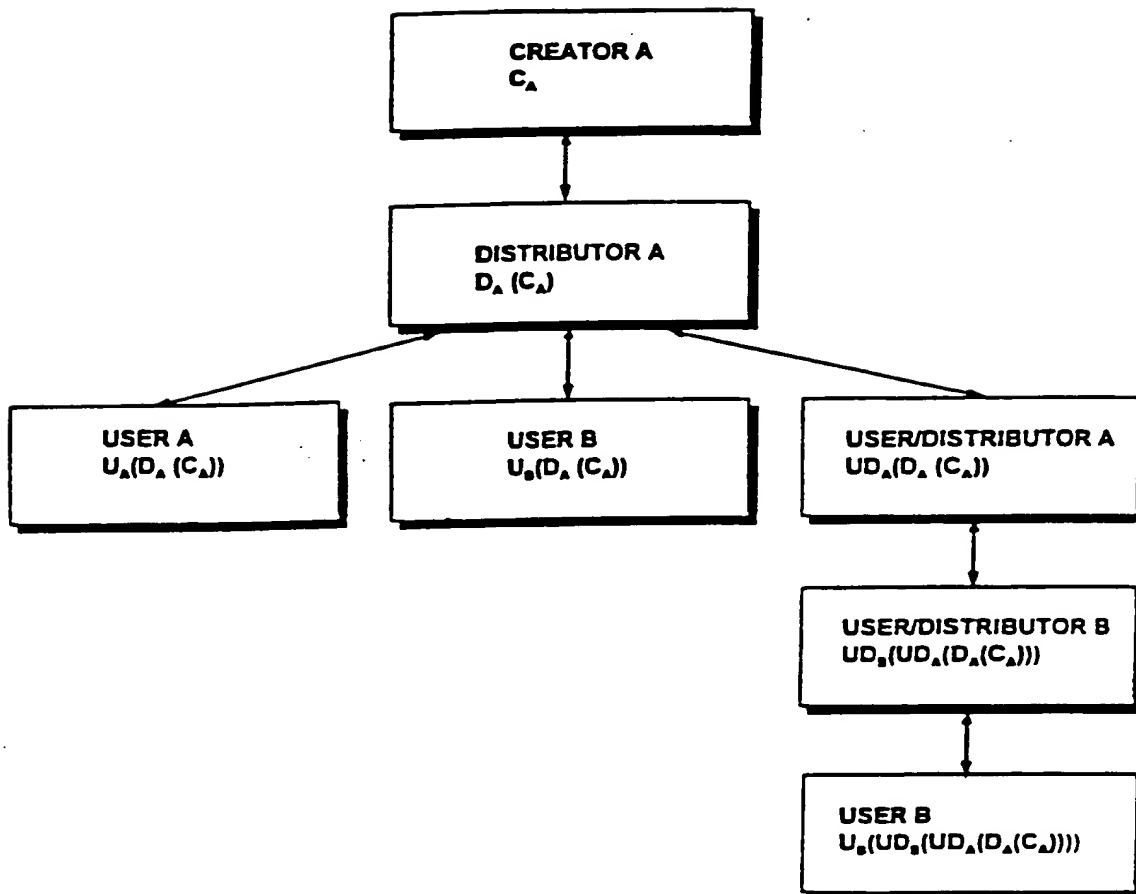 CREATOR A
C_A
DISTRIBUTOR A
D_A (C_A)
USER A
U_A(D_A (C_A))
USER B
U_B(D_A (C_A))
USER/DISTRIBUTOR A
UD_A(D_A (C_A))
USER/DISTRIBUTOR B
UD_B(UD_A(D_A(C_A)))
USER B
U_B(UD_B(UD_A(D_A(C_A))))